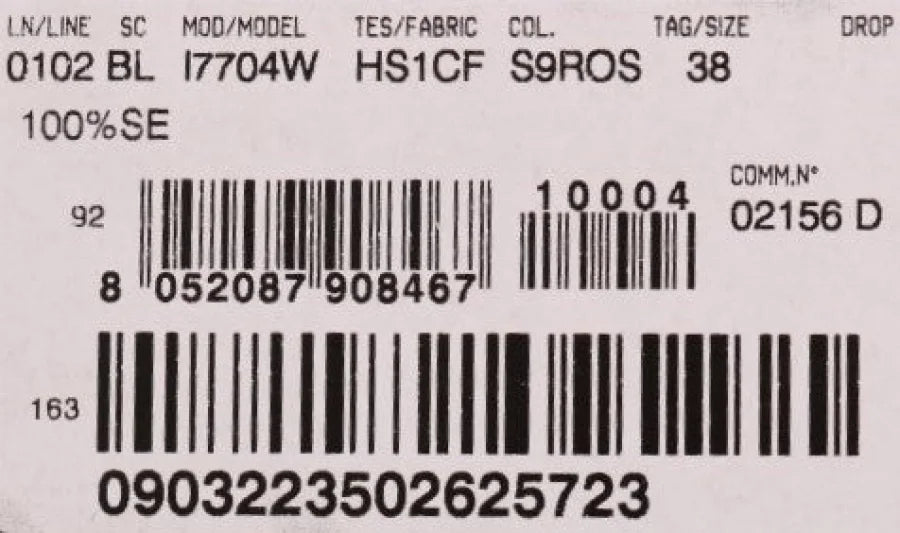 LN/LINE SC MOD/MODEL TES/FABRIC COL. TAG/SIZE DROP
0102 BL I7704W HS1CF S9ROS 38
100%SE
COMM.N°
02156 D
92
10004
8 052087 908467
163
0903223502625723